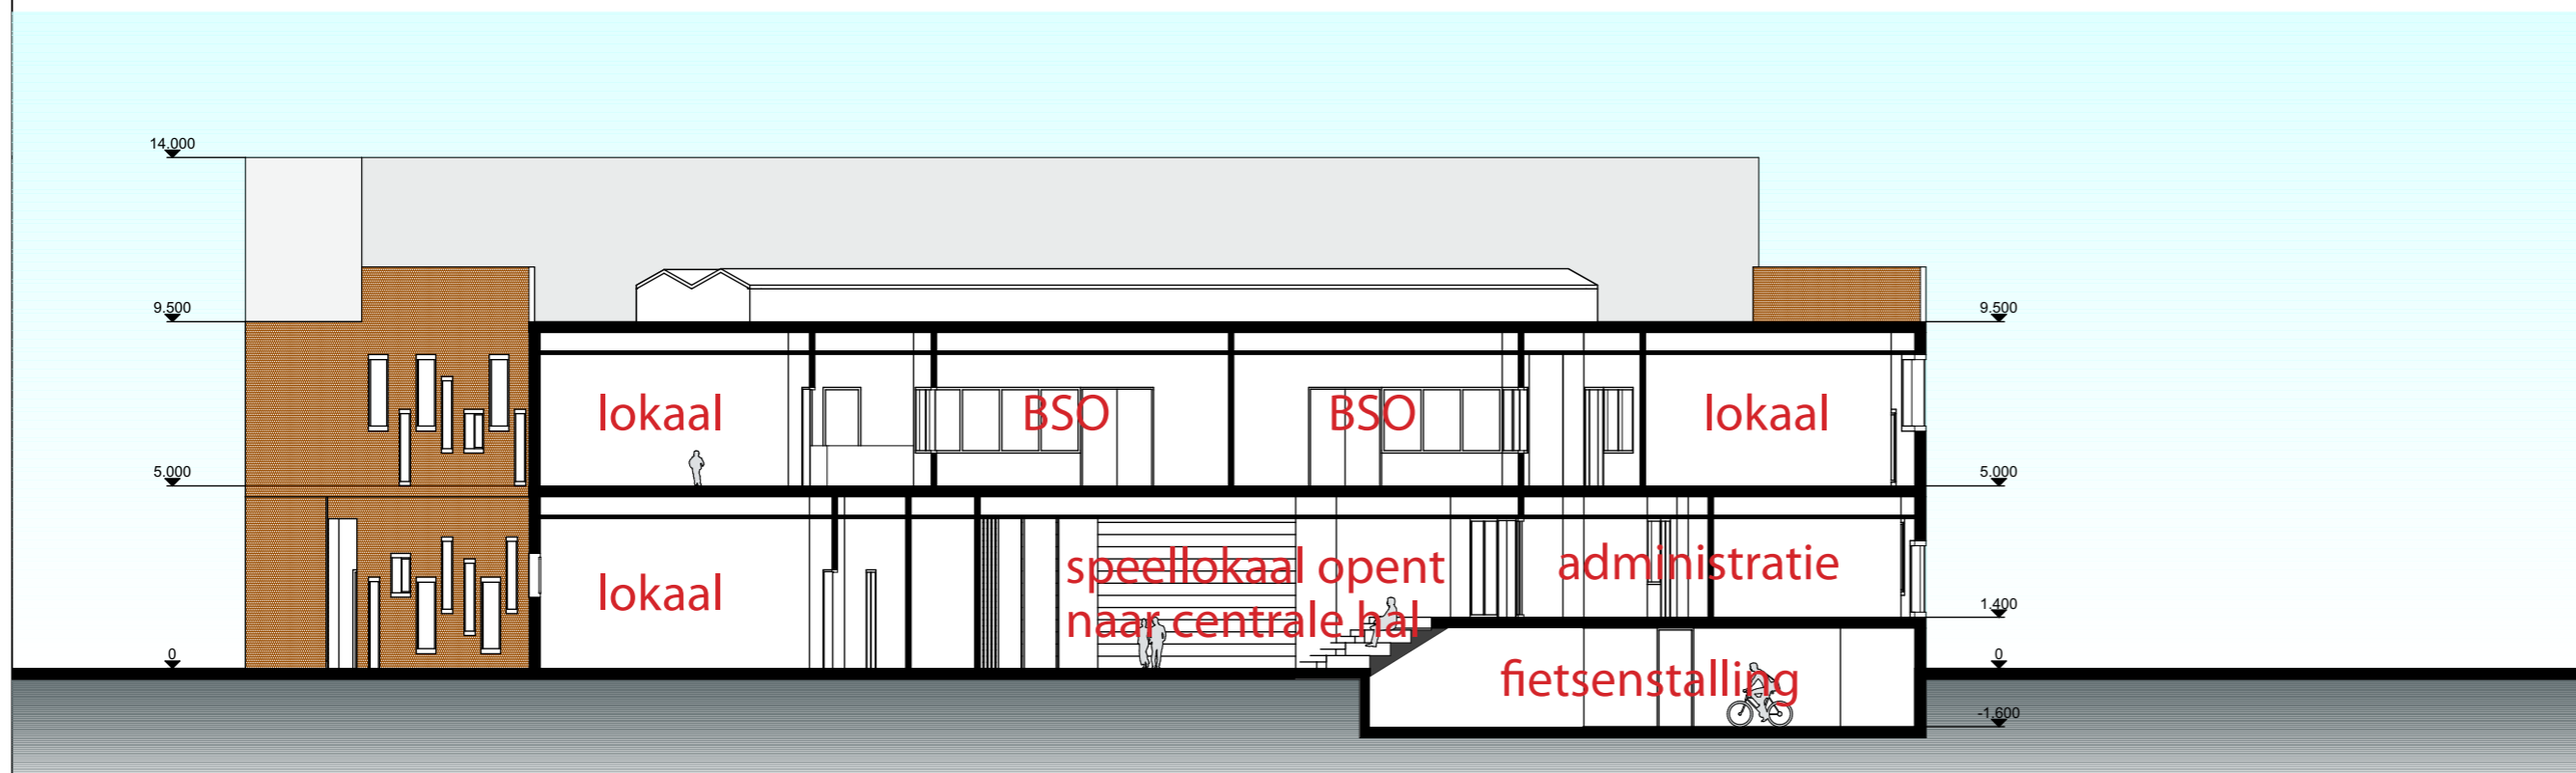 14.000
9.500
9.500
lokaal
BSO
BSO
lokaal
5.000
5.000
lokaal
speellokaal opent
naar centrale hal
administratie
1.400
0
0
fietsenstalling
-1.600